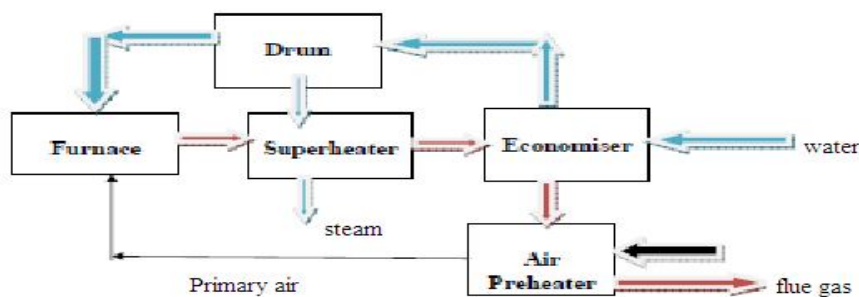 Drum
Furnace
Superheater
Economiser
water
steam
Air
Preheater
Primary air
flue gas